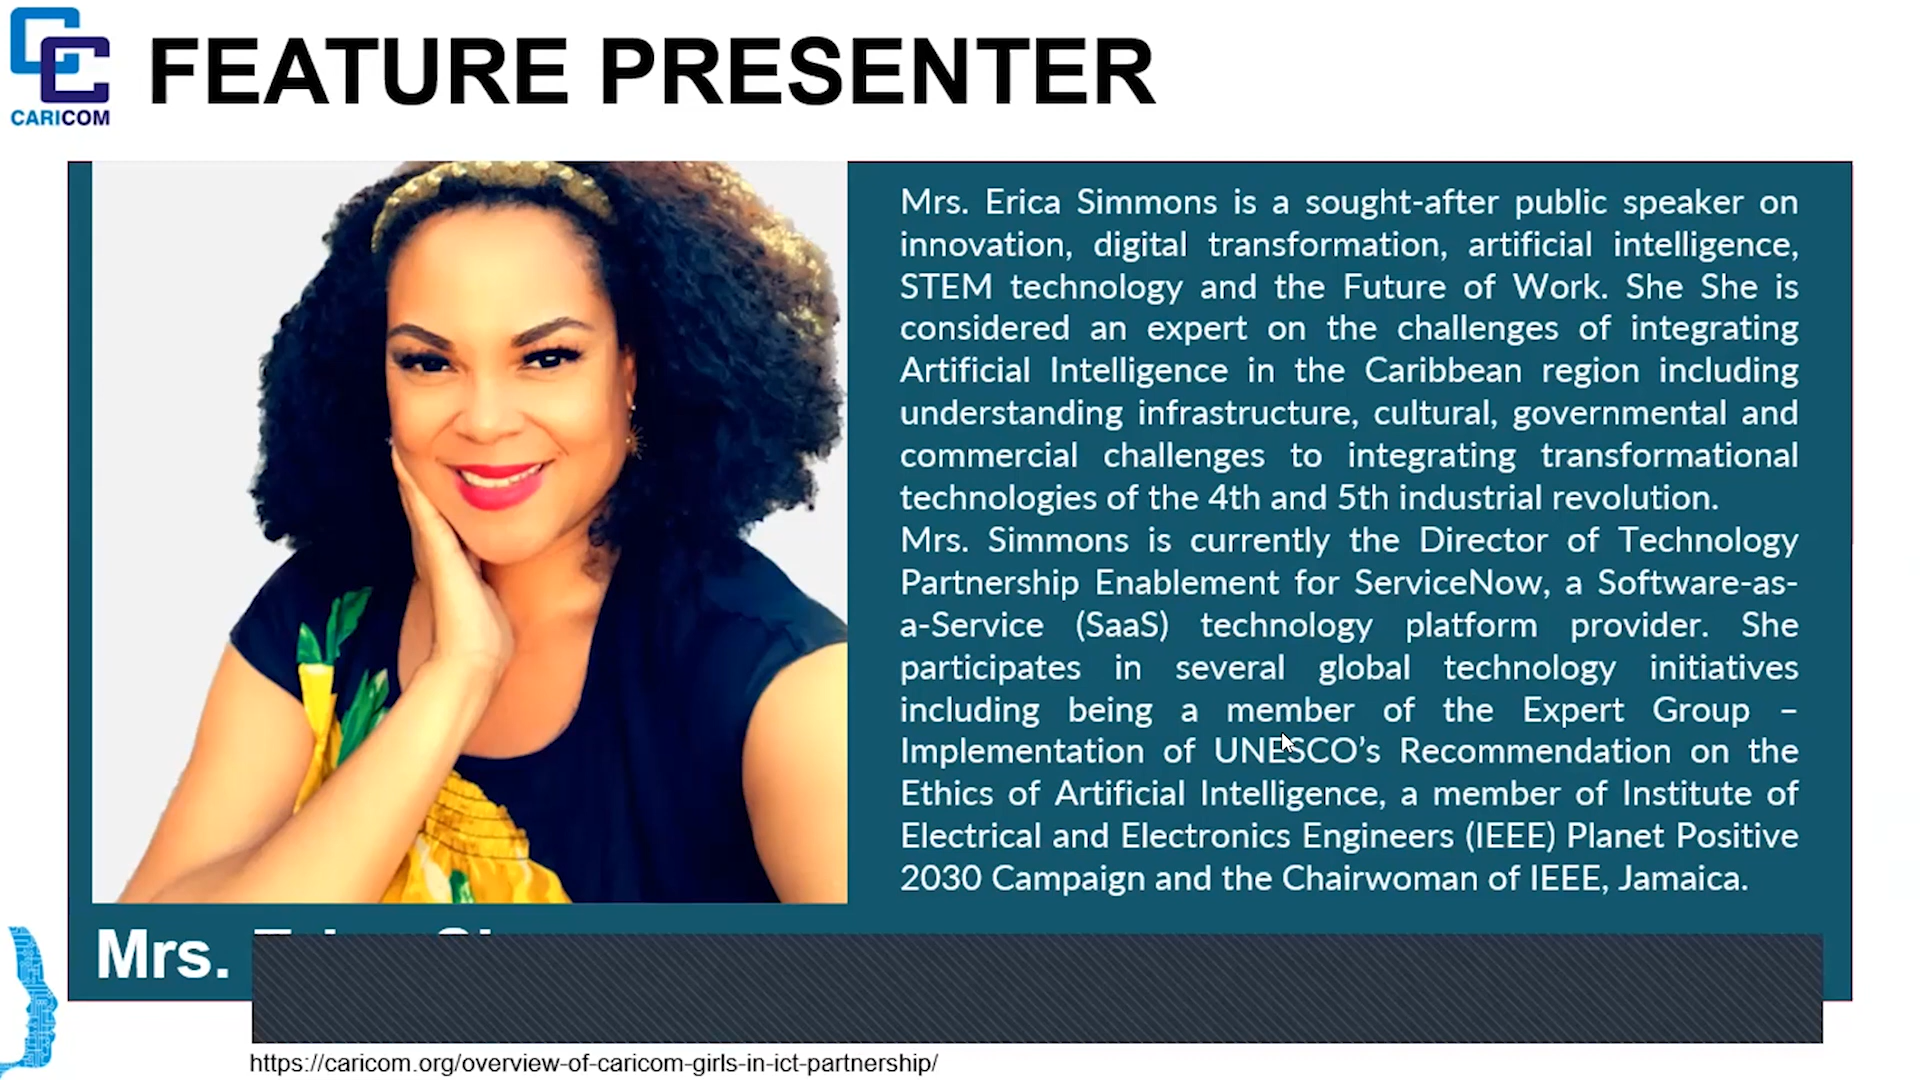 CARICOM
FEATURE PRESENTER
Mrs. Erica Simmons is a sought-after public speaker on
innovation, digital transformation, artificial intelligence,
STEM technology and the Future of Work. She She is
considered an expert on the challenges of integrating
Artificial Intelligence in the Caribbean region including
understanding infrastructure, cultural, governmental and
commercial challenges to integrating transformational
technologies of the 4th and 5th industrial revolution.
Mrs. Simmons is currently the Director of Technology
Partnership Enablement for ServiceNow, a Software-as-
a-Service (SaaS) technology platform provider. She
participates in several global technology initiatives
including being a member of the Expert Group –
Implementation of UNESCO’s Recommendation on the
Ethics of Artificial Intelligence, a member of Institute of
Electrical and Electronics Engineers (IEEE) Planet Positive
2030 Campaign and the Chairwoman of IEEE, Jamaica.
Mrs.
https://caricom.org/overview-of-caricom-girls-in-ict-partnership/